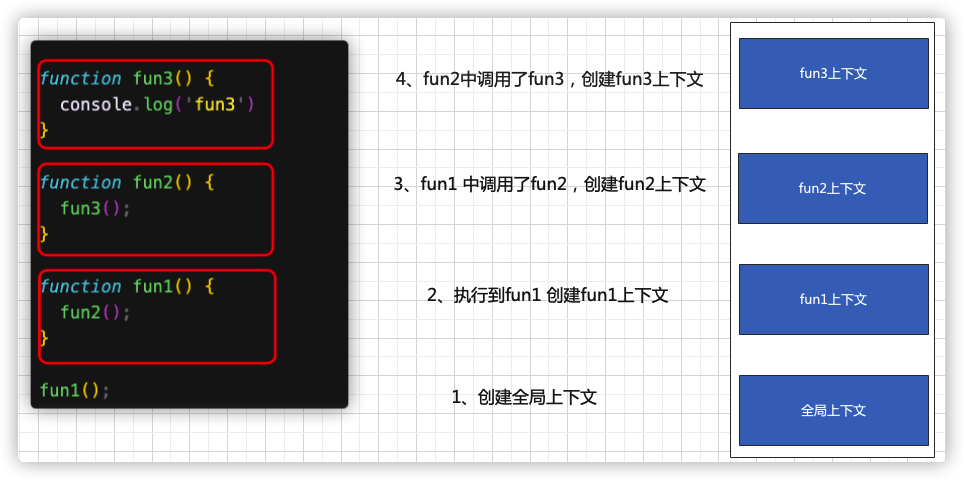 function fun3() {
  console.log('fun3')
}
function fun2() {
  fun3();
}
function fun1() {
  fun2();
}
fun1();
4、fun2中调用了fun3，创建fun3上下文
3、fun1 中调用了fun2，创建fun2上下文
2、执行到fun1 创建fun1上下文
1、创建全局上下文
fun3上下文
fun2上下文
fun1上下文
全局上下文